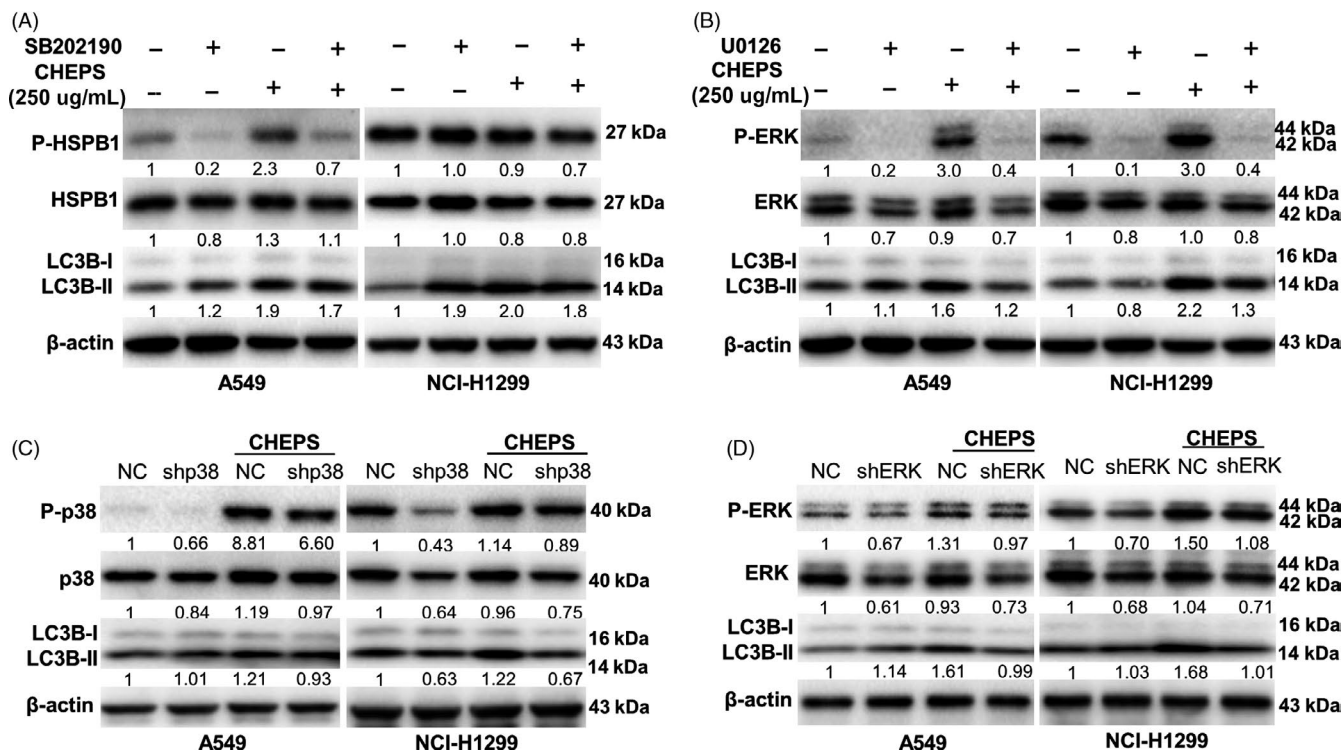 (A)
SB202190 – + – + – + – +
CHEPS
(250 ug/mL) -- – + + – – + +
P-HSPB1 27 kDa
1 0.2 2.3 0.7 1 1.0 0.9 0.7
HSPB1 27 kDa
1 0.8 1.3 1.1 1 1.0 0.8 0.8
LC3B-I 16 kDa
LC3B-II 14 kDa
1 1.2 1.9 1.7 1 1.9 2.0 1.8
β-actin 43 kDa
A549 NCI-H1299
(B)
U0126 – + – + – + – +
CHEPS
(250 ug/mL) – – + + – – + +
P-ERK 44 kDa
42 kDa
1 0.2 3.0 0.4 1 0.1 3.0 0.4
ERK 44 kDa
42 kDa
1 0.7 0.9 0.7 1 0.8 1.0 0.8
LC3B-I 16 kDa
LC3B-II 14 kDa
1 1.1 1.6 1.2 1 0.8 2.2 1.3
β-actin 43 kDa
A549 NCI-H1299
(C)
CHEPS CHEPS
NC shp38 NC shp38 NC shp38 NC shp38
P-p38 40 kDa
1 0.66 8.81 6.60 1 0.43 1.14 0.89
p38 40 kDa
1 0.84 1.19 0.97 1 0.64 0.96 0.75
LC3B-I 16 kDa
LC3B-II 14 kDa
1 1.01 1.21 0.93 1 0.63 1.22 0.67
β-actin 43 kDa
A549 NCI-H1299
(D)
CHEPS CHEPS
NC shERK NC shERK NC shERK NC shERK
P-ERK 44 kDa
42 kDa
1 0.67 1.31 0.97 1 0.70 1.50 1.08
ERK 44 kDa
42 kDa
1 0.61 0.93 0.73 1 0.68 1.04 0.71
LC3B-I 16 kDa
LC3B-II 14 kDa
1 1.14 1.61 0.99 1 1.03 1.68 1.01
β-actin 43 kDa
A549 NCI-H1299